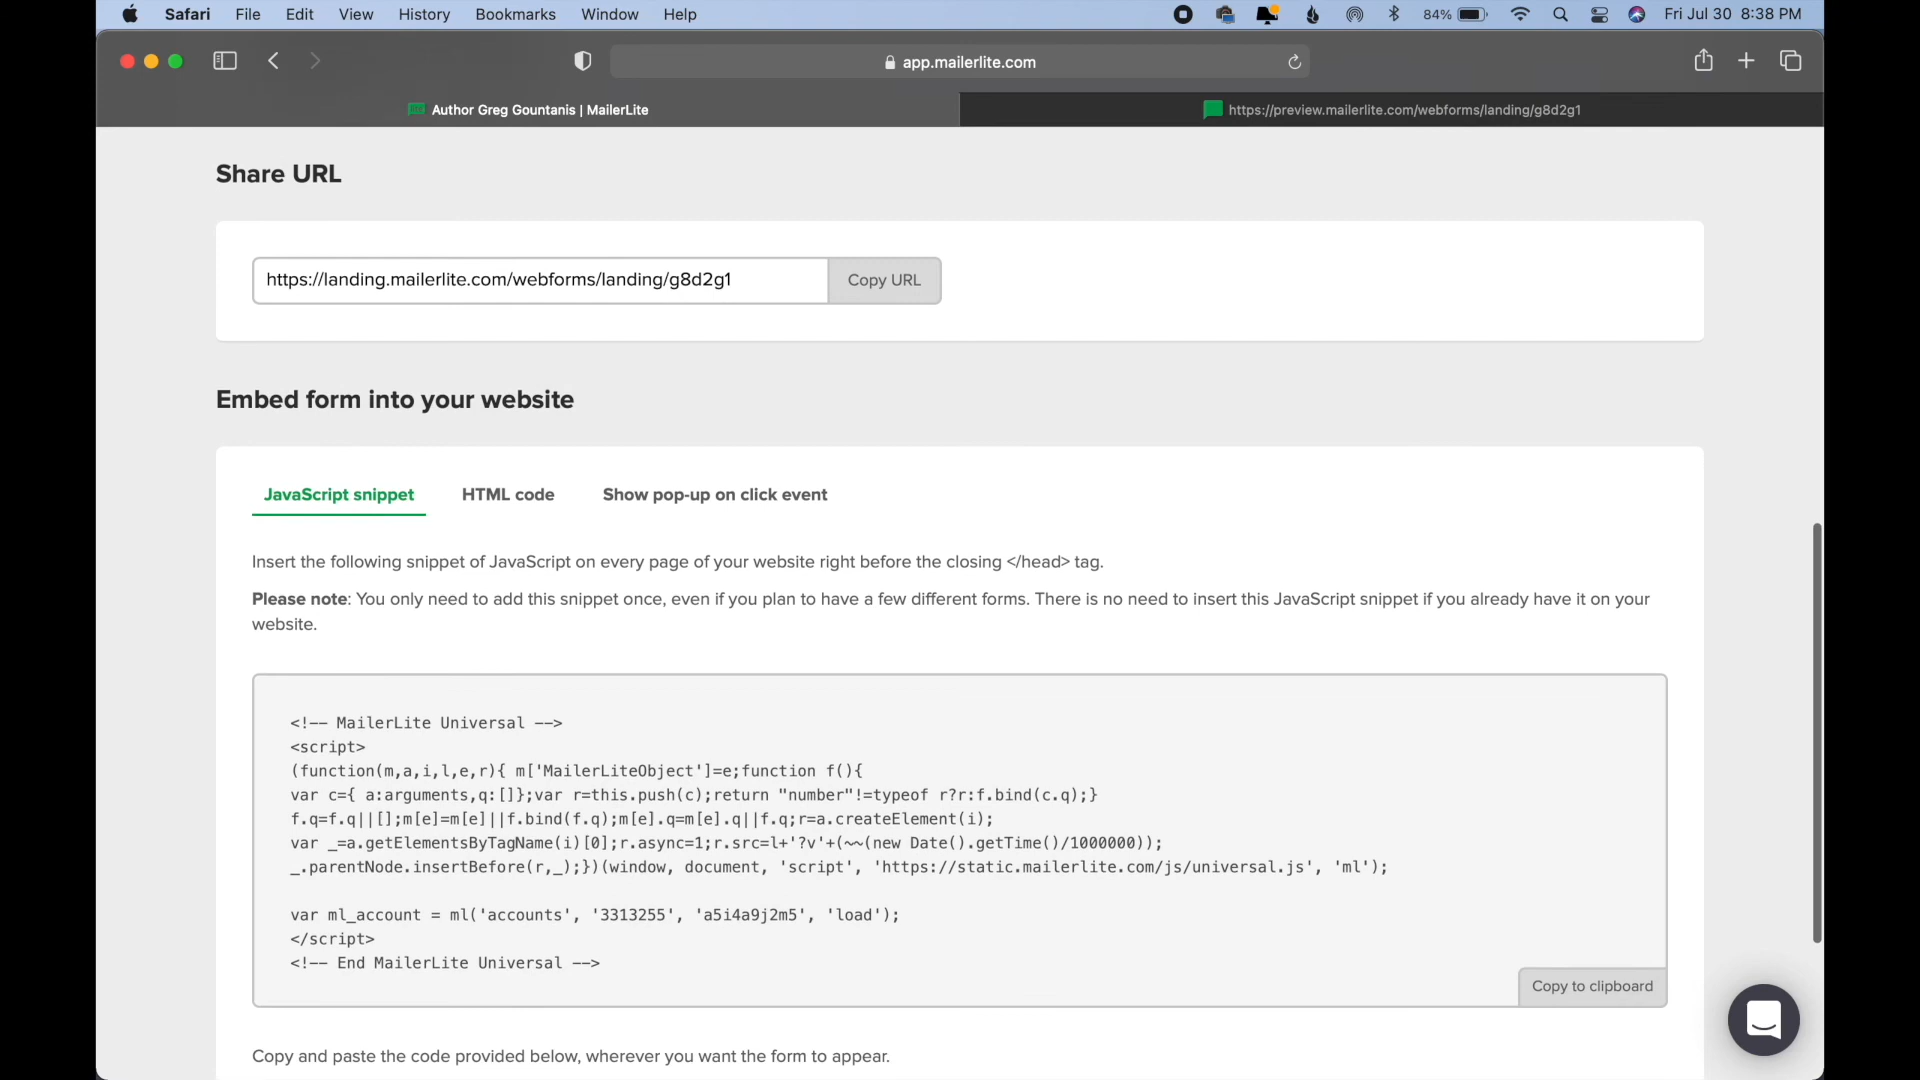 Safari File Edit View History Bookmarks Window Help 84% Fri Jul 30 8:38 PM
app.mailerlite.com
Author Greg Gountanis | MailerLite https://preview.mailerlite.com/webforms/landing/g8d2g1
Share URL
https://landing.mailerlite.com/webforms/landing/g8d2g1 Copy URL
Embed form into your website
JavaScript snippet HTML code Show pop-up on click event
Insert the following snippet of JavaScript on every page of your website right before the closing </head> tag.
Please note: You only need to add this snippet once, even if you plan to have a few different forms. There is no need to insert this JavaScript snippet if you already have it on your
website.
<!-- MailerLite Universal -->
<script>
(function(m,a,i,l,e,r){ m['MailerLiteObject']=e;function f(){
var c={ a:arguments,q:[]};var r=this.push(c);return "number"!=typeof r?r:f.bind(c.q);}
f.q=f.q||[];m[e]=m[e]||f.bind(f.q);m[e].q=m[e].q||f.q;r=a.createElement(i);
var _=a.getElementsByTagName(i)[0];r.async=1;r.src=l+'?v'+(~~(new Date().getTime()/1000000));
_.parentNode.insertBefore(r,_);})(window, document, 'script', 'https://static.mailerlite.com/js/universal.js', 'ml');
var ml_account = ml('accounts', '3313255', 'a5i4a9j2m5', 'load');
</script>
<!-- End MailerLite Universal -->
Copy to clipboard
Copy and paste the code provided below, wherever you want the form to appear.